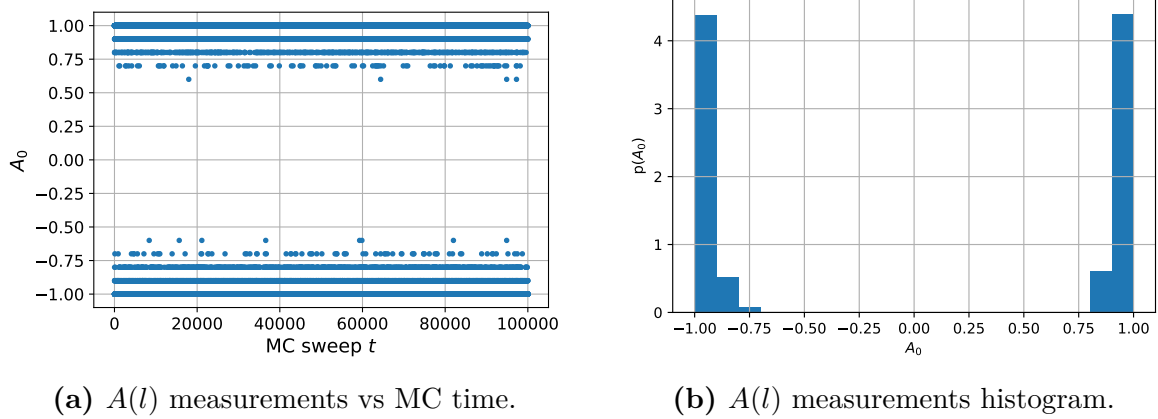 1.00
0.75
0.50
0.25
0.00
−0.25
−0.50
−0.75
−1.00
A₀
0 20000 40000 60000 80000 100000
MC sweep t
(a) A(l) measurements vs MC time.
4
3
2
1
0
p(A₀)
−1.00 −0.75 −0.50 −0.25 0.00 0.25 0.50 0.75 1.00
A₀
(b) A(l) measurements histogram.